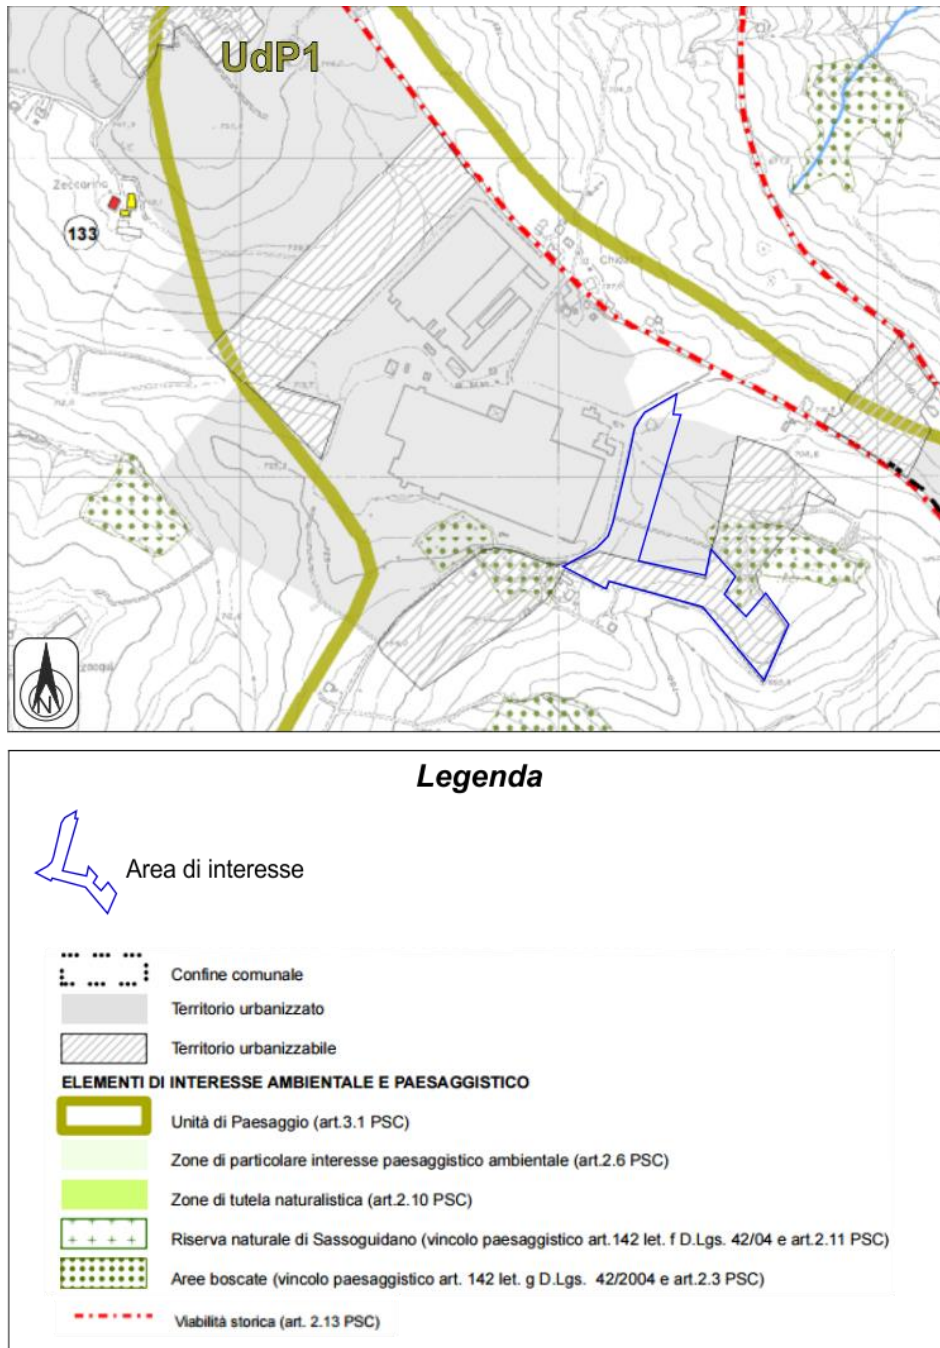 UdP1
Zeccarino
133
N
Legenda
Area di interesse
Confine comunale
Territorio urbanizzato
Territorio urbanizzabile
ELEMENTI DI INTERESSE AMBIENTALE E PAESAGGISTICO
Unità di Paesaggio (art.3.1 PSC)
Zone di particolare interesse paesaggistico ambientale (art.2.6 PSC)
Zone di tutela naturalistica (art.2.10 PSC)
Riserva naturale di Sassoguidano (vincolo paesaggistico art.142 let. f D.Lgs. 42/04 e art.2.11 PSC)
Aree boscate (vincolo paesaggistico art. 142 let. g D.Lgs. 42/2004 e art.2.3 PSC)
Viabilità storica (art. 2.13 PSC)